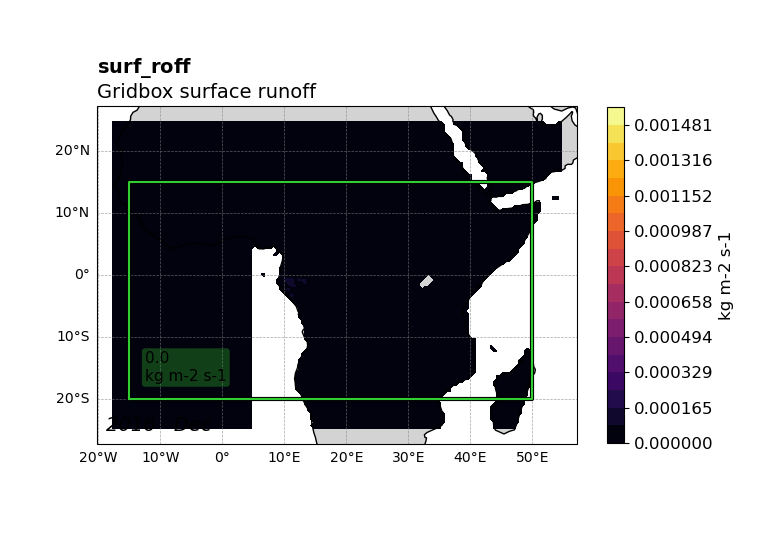 surf_roff
Gridbox surface runoff
20°N
10°N
0°
10°S
20°S
20°W
10°W
0°
10°E
20°E
30°E
40°E
50°E
0.0
kg m-2 s-1
0.001481
0.001316
0.001152
0.000987
0.000823
0.000658
0.000494
0.000329
0.000165
0.000000
kg m-2 s-1